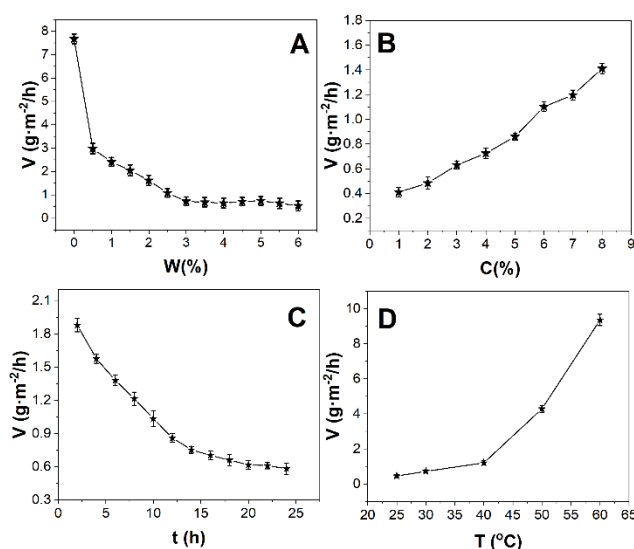 A
V (g·m⁻²/h)
8
7
6
5
4
3
2
1
0
0 1 2 3 4 5 6
W(%)
B
V (g·m⁻²/h)
1.8
1.6
1.4
1.2
1.0
0.8
0.6
0.4
0.2
0 1 2 3 4 5 6 7 8 9
C(%)
C
V (g·m⁻²/h)
2.1
1.8
1.5
1.2
0.9
0.6
0.3
0 5 10 15 20 25
t (h)
D
V (g·m⁻²/h)
10
8
6
4
2
0
20 25 30 35 40 45 50 55 60 65
T (°C)